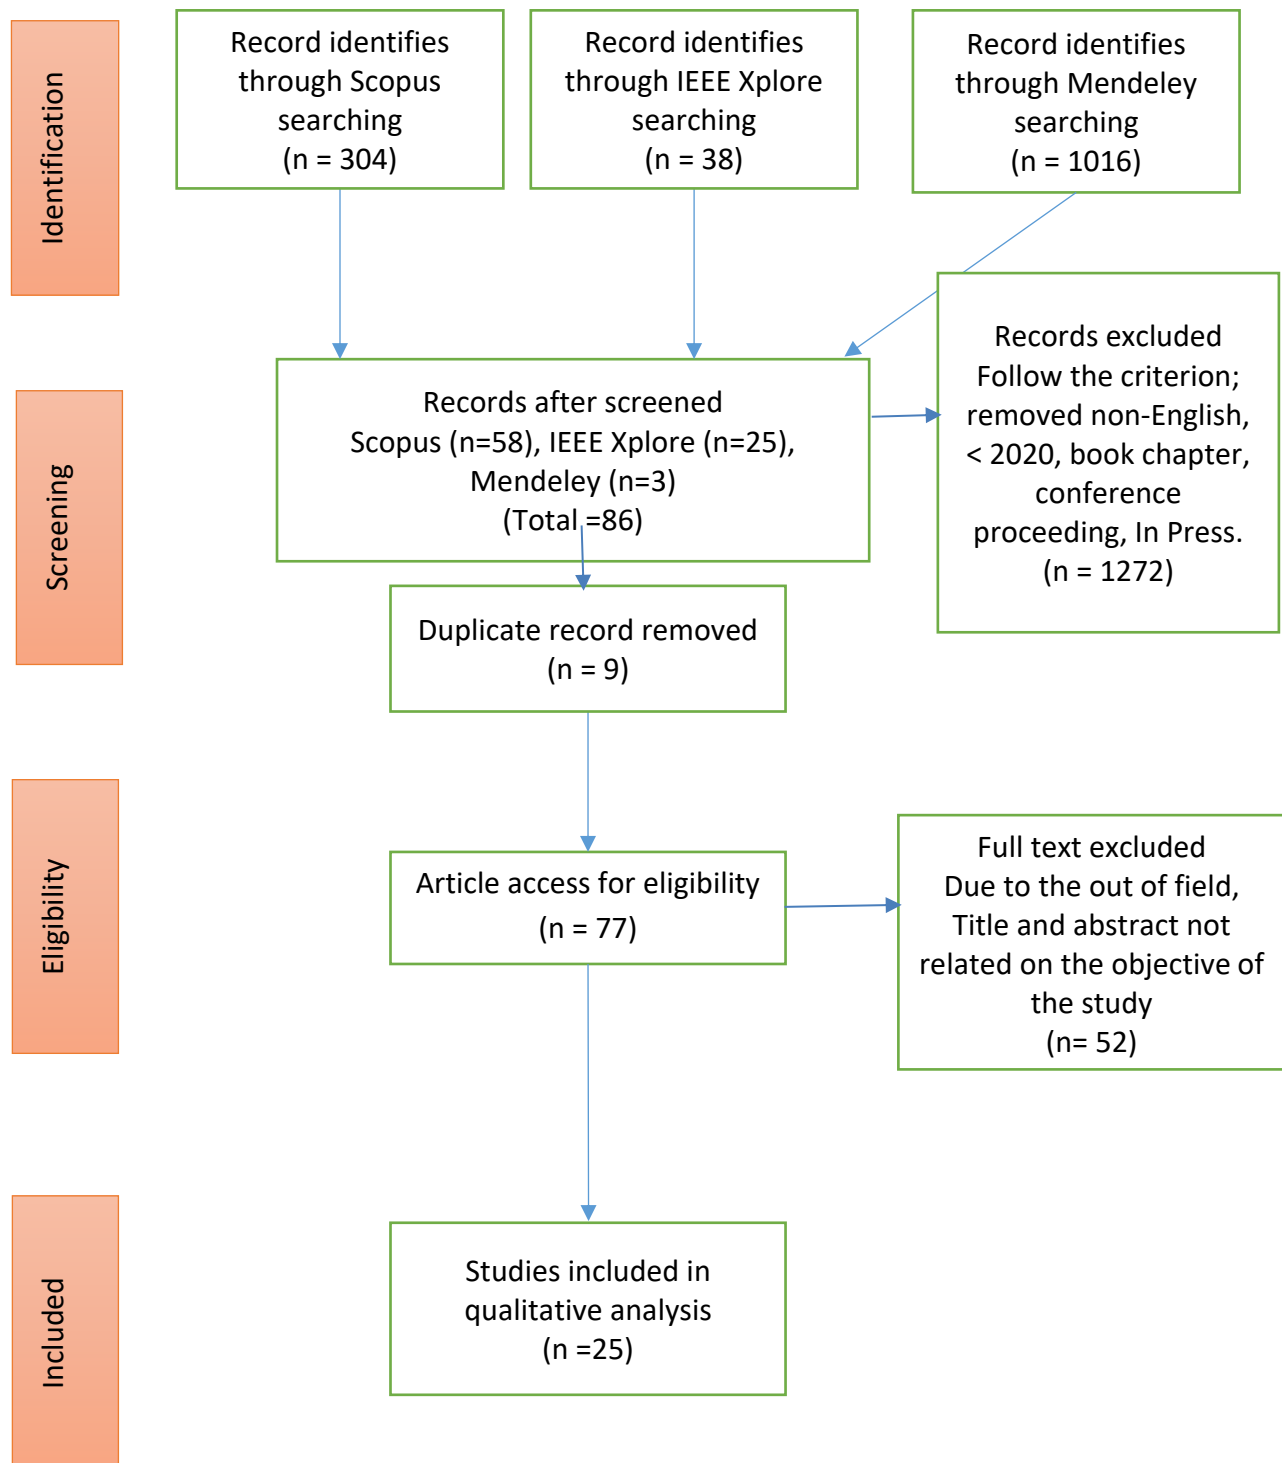 Identification
Record identifies
through Scopus
searching
(n = 304)
Record identifies
through IEEE Xplore
searching
(n = 38)
Record identifies
through Mendeley
searching
(n = 1016)
Screening
Records after screened
Scopus (n=58), IEEE Xplore (n=25),
Mendeley (n=3)
(Total =86)
Records excluded
Follow the criterion;
removed non-English,
< 2020, book chapter,
conference
proceeding, In Press.
(n = 1272)
Duplicate record removed
(n = 9)
Eligibility
Article access for eligibility
(n = 77)
Full text excluded
Due to the out of field,
Title and abstract not
related on the objective of
the study
(n= 52)
Included
Studies included in
qualitative analysis
(n =25)